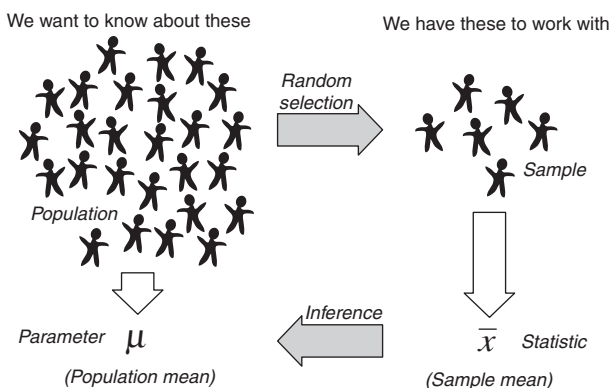 We want to know about these
We have these to work with
Random
selection
Population
Sample
Inference
Parameter μ
x̄ Statistic
(Population mean)
(Sample mean)